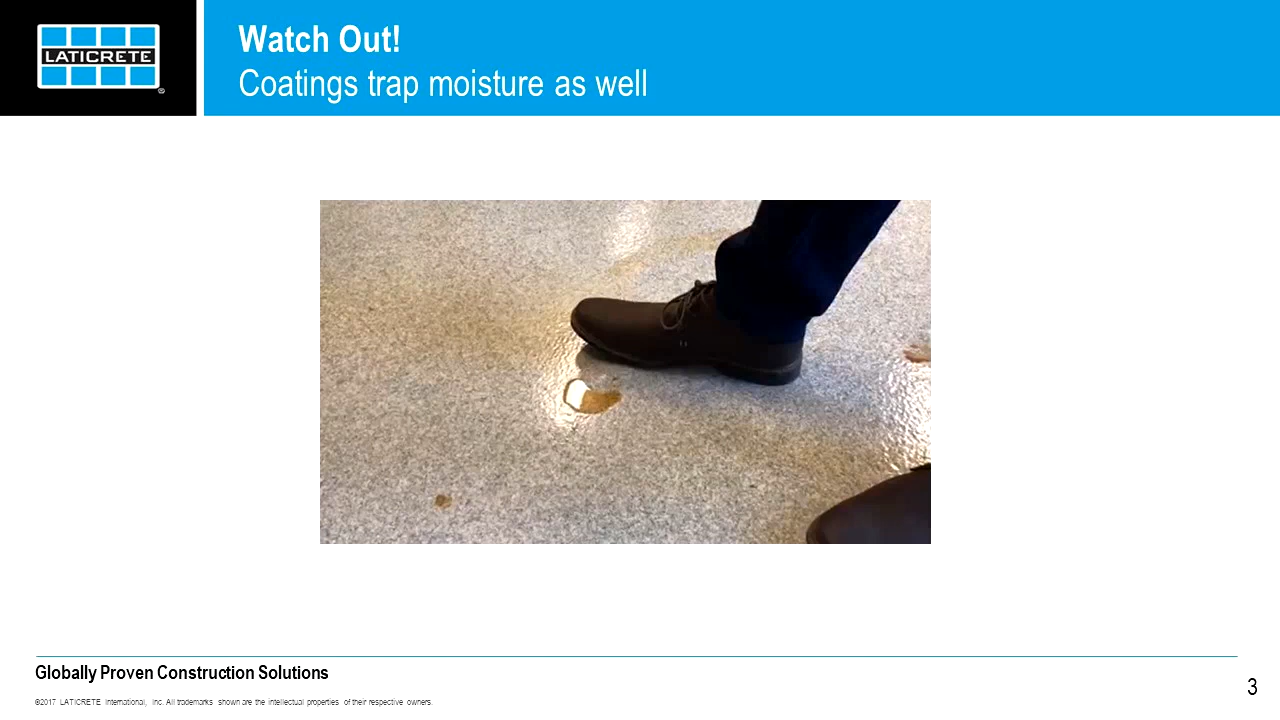 LATICRETE
®
Watch Out!
Coatings trap moisture as well
Globally Proven Construction Solutions
©2017 LATICRETE International, Inc. All trademarks shown are the intellectual properties of their respective owners.
3